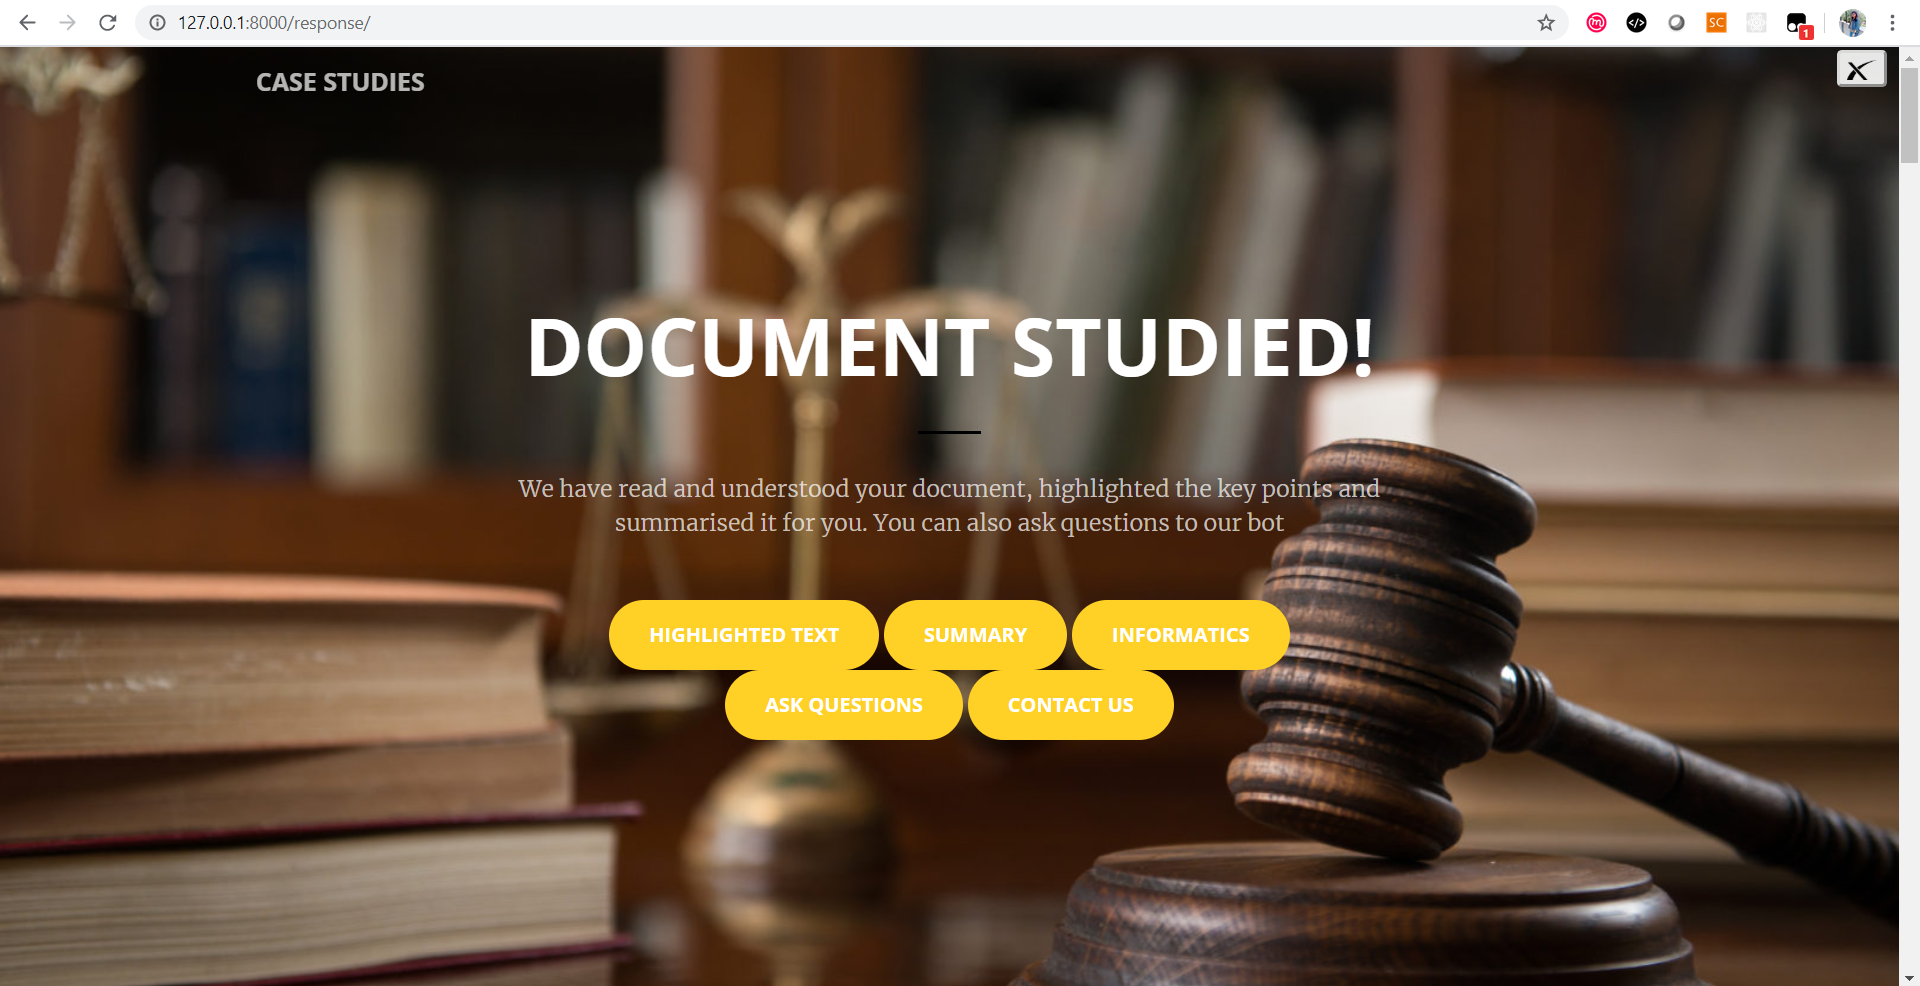 127.0.0.1:8000/response/
SC
1
CASE STUDIES
X
DOCUMENT STUDIED!
We have read and understood your document, highlighted the key points and
summarised it for you. You can also ask questions to our bot
HIGHLIGHTED TEXT SUMMARY INFORMATICS
ASK QUESTIONS CONTACT US